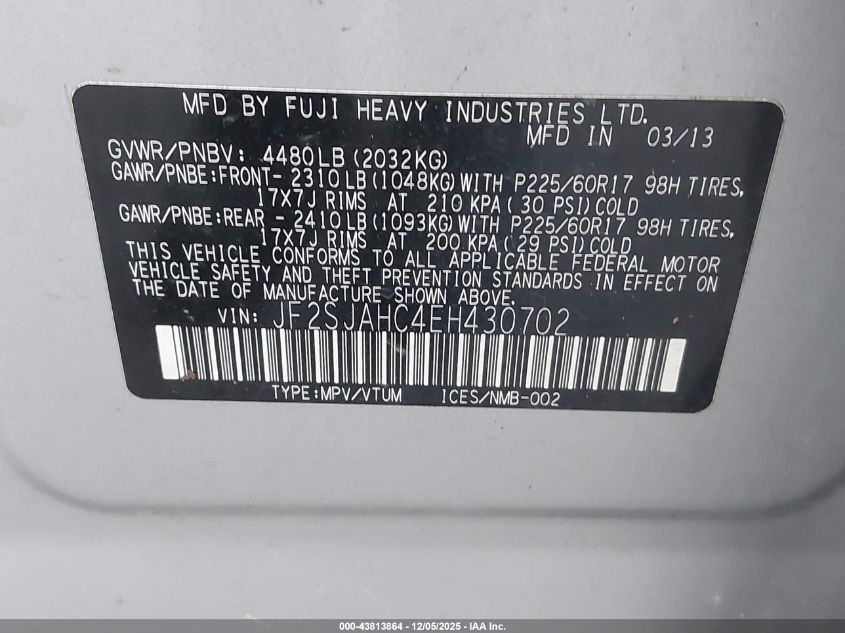 MFD BY FUJI HEAVY INDUSTRIES LTD.
MFD IN 03/13
GVWR/PNBV: 4480LB(2032KG)
GAWR/PNBE:FRONT- 2310LB(1048KG)WITH P225/60R17 98H TIRES,
17X7J RIMS AT 210 KPA(30 PSI)COLD
GAWR/PNBE:REAR - 2410LB(1093KG)WITH P225/60R17 98H TIRES,
17X7J RIMS AT 200 KPA(29 PSI)COLD
THIS VEHICLE CONFORMS TO ALL APPLICABLE FEDERAL MOTOR
VEHICLE SAFETY AND THEFT PREVENTION STANDARDS IN EFFECT ON
THE DATE OF MANUFACTURE SHOWN ABOVE.
VIN: JF2SJAHC4EH430702
TYPE:MPV/VTUM ICES/NMB-002
000-43813864 - 12/05/2025 - IAA Inc.